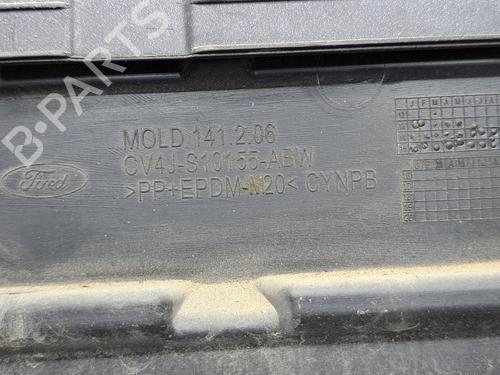 B-PARTS
MOLD 141.2.06
Ford
CV4J-S10155-ABW
>PP+EPDM-M20< CYNPB